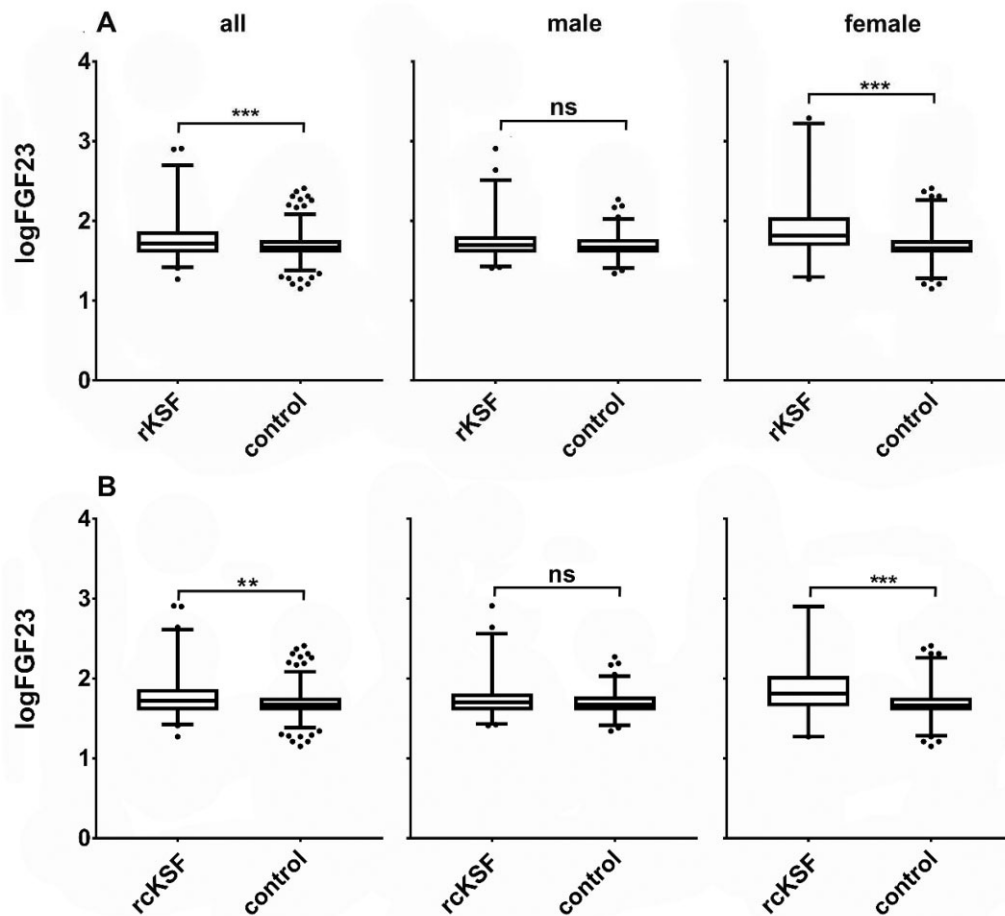 A
all
male
female
logFGF23
4
3
2
1
0
***
ns
***
rKSF
control
rKSF
control
rKSF
control
B
logFGF23
4
3
2
1
0
**
ns
***
rcKSF
control
rcKSF
control
rcKSF
control